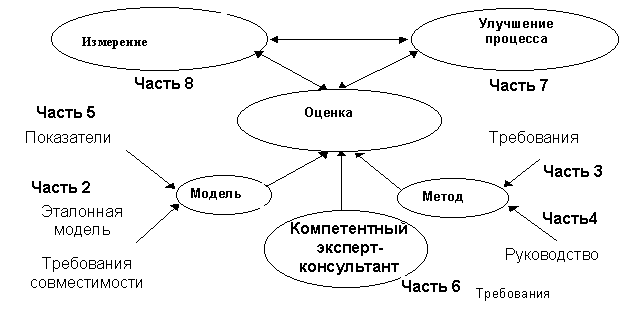 Измерение
Улучшение
процесса
Часть 8
Часть 7
Оценка
Часть 5
Показатели
Требования
Часть 3
Часть 2
Эталонная
модель
Модель
Метод
Часть4
Компетентный
эксперт-
консультант
Требования
совместимости
Руководство
Часть 6
Требования